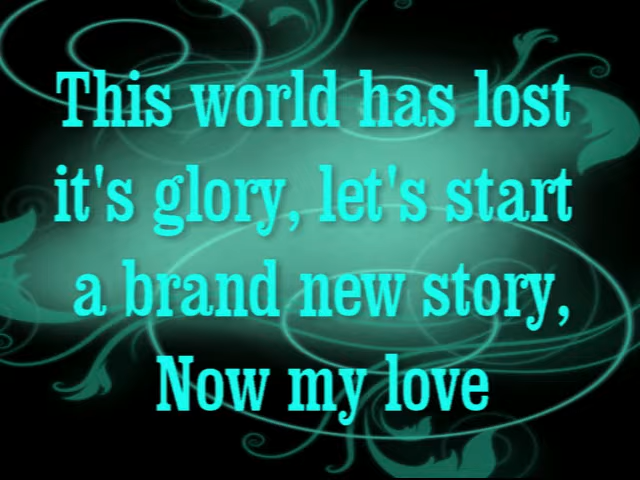 This world has lost
it's glory, let's start
a brand new story,
Now my love